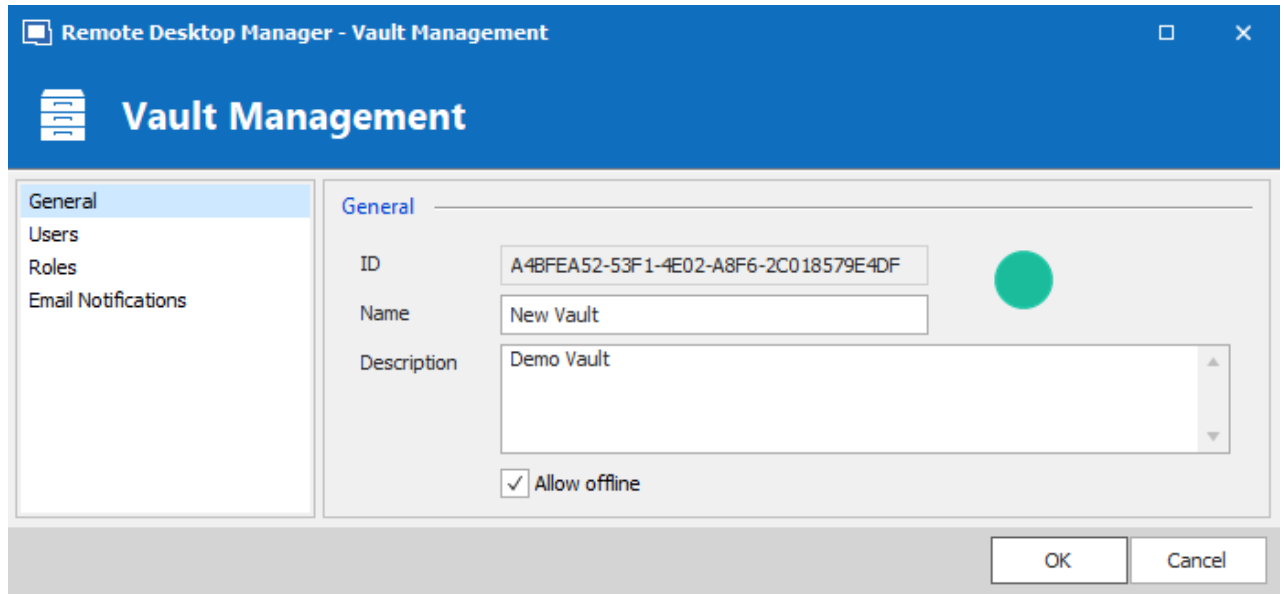 Remote Desktop Manager - Vault Management
Vault Management
General
Users
Roles
Email Notifications
General
ID A4BFEA52-53F1-4E02-A8F6-2C018579E4DF
Name New Vault
Description Demo Vault
Allow offline
OK Cancel